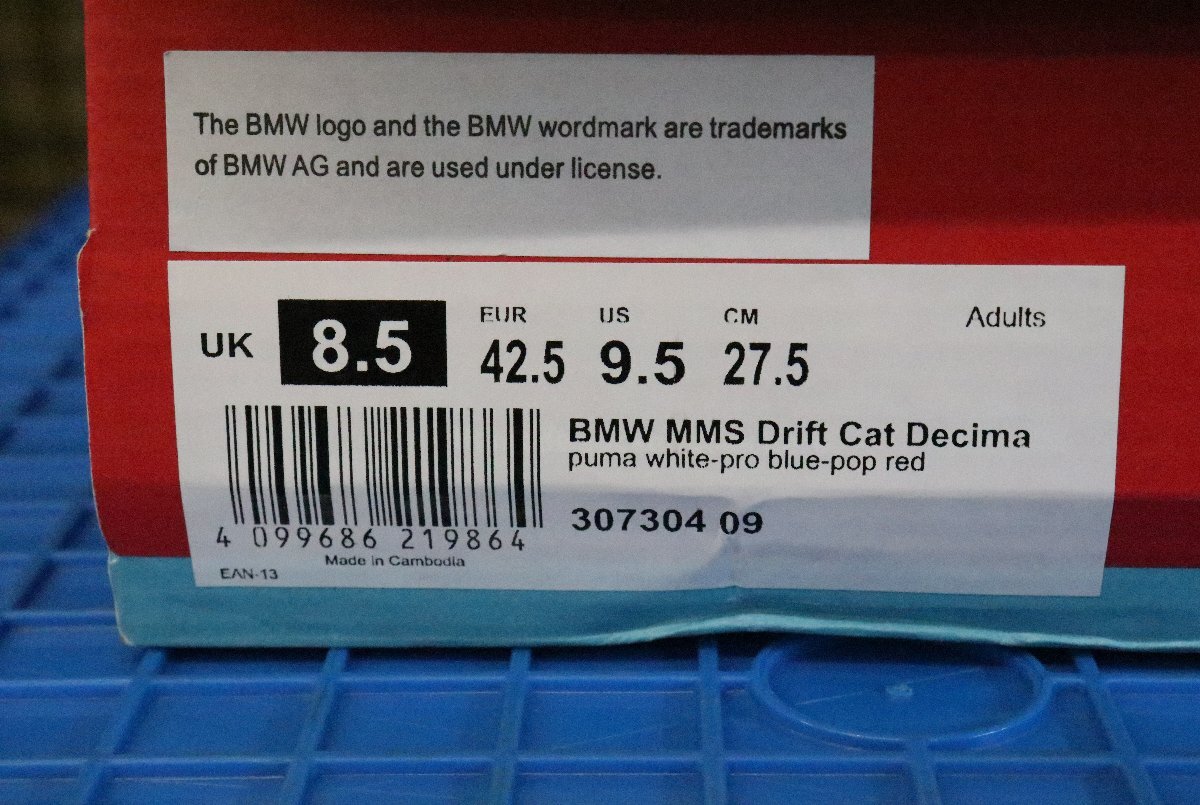 The BMW logo and the BMW wordmark are trademarks
of BMW AG and are used under license.
UK 8.5 EUR 42.5 US 9.5 CM 27.5 Adults
BMW MMS Drift Cat Decima
puma white-pro blue-pop red
307304 09
4 099686 219864
Made in Cambodia
EAN-13